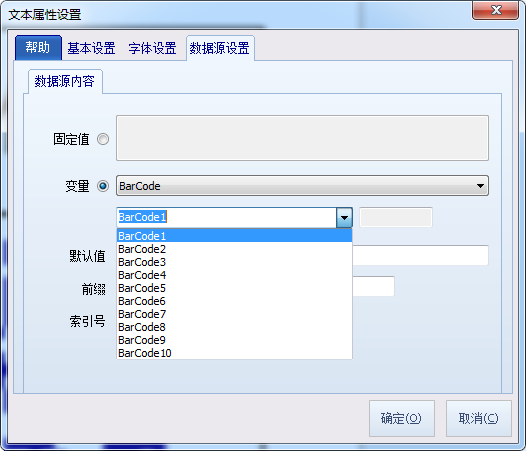 文本属性设置
帮助 基本设置 字体设置 数据源设置
数据源内容
固定值
变量 BarCode
BarCode1
BarCode1
BarCode2
默认值
BarCode3
BarCode4
前缀
BarCode5
BarCode6
BarCode7
索引号
BarCode8
BarCode9
BarCode10
确定(O) 取消(C)